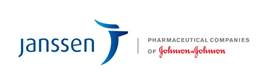 janssen
PHARMACEUTICAL COMPANIES
OF Johnson & Johnson